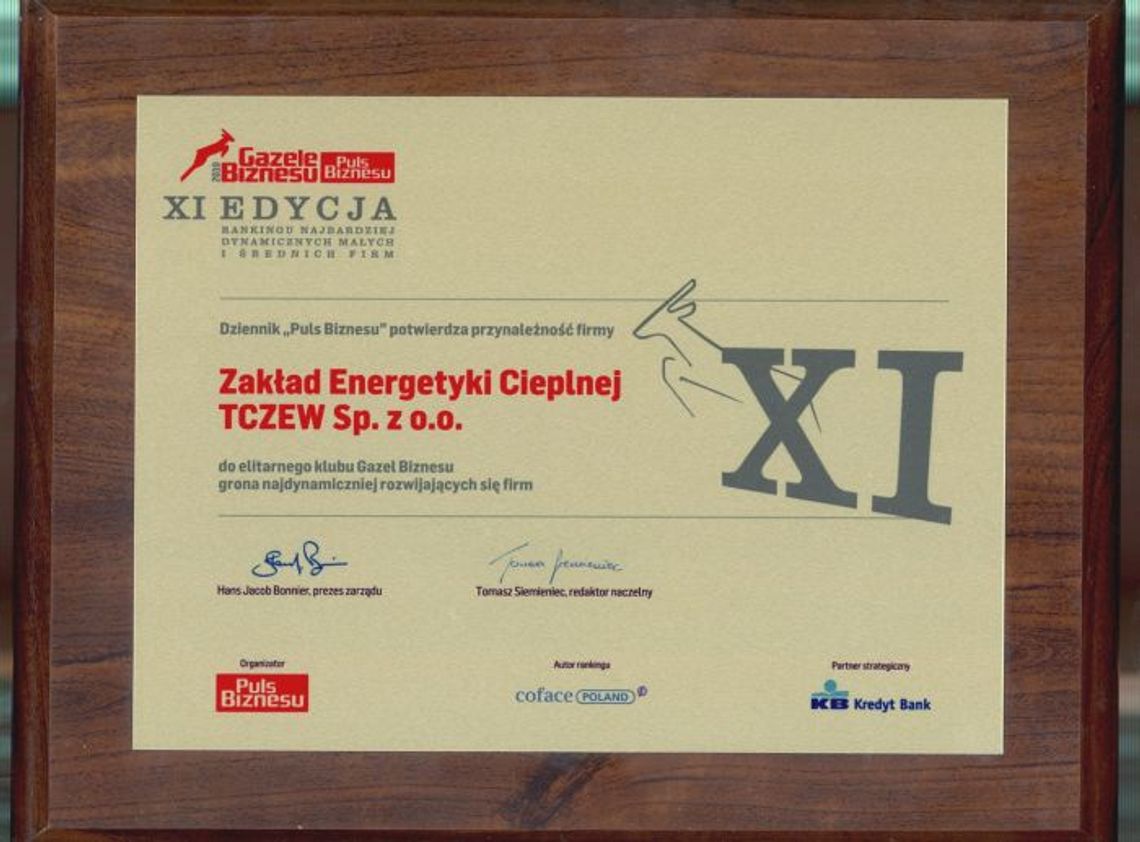 Gazele
2010 Biznesu
Puls
Biznesu
XI EDYCJA
RANKINGU NAJBARDZIEJ
DYNAMICZNYCH MAŁYCH
I ŚREDNICH FIRM
Dziennik „Puls Biznesu” potwierdza przynależność firmy
Zakład Energetyki Cieplnej
TCZEW Sp. z o.o.
do elitarnego klubu Gazel Biznesu
grona najdynamiczniej rozwijających się firm
XI
Hans Jacob Bonnier, prezes zarządu
Tomasz Siemieniec, redaktor naczelny
Organizator
Puls
Biznesu
Autor rankingu
coface POLAND
Partner strategiczny
KB Kredyt Bank